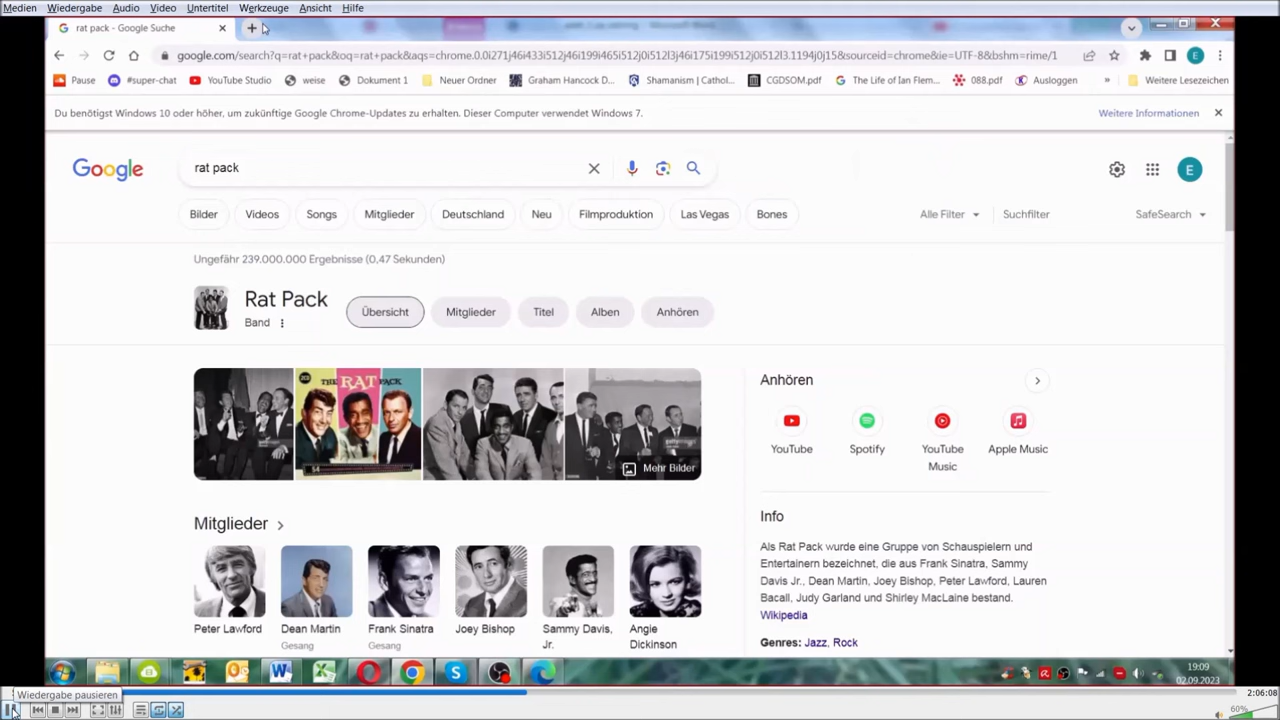 Medien Wiedergabe Audio Video Untertitel Werkzeuge Ansicht Hilfe
rat pack - Google Suche
google.com/search?q=rat+pack&oq=rat+pack&aqs=chrome.0.0i271j46i433i512j46i199i465i512j0i512l3j46i175i199i512j0i512l3.1194j0j15&sourceid=chrome&ie=UTF-8&bshm=rime/1
E
Pause #super-chat YouTube Studio weise Dokument 1 Neuer Ordner Graham Hancock D... Shamanism | Cathol... CGDSOM.pdf The Life of Ian Flem... 088.pdf Ausloggen » Weitere Lesezeichen
Du benötigst Windows 10 oder höher, um zukünftige Google Chrome-Updates zu erhalten. Dieser Computer verwendet Windows 7. Weitere Informationen
Google rat pack E
Bilder Videos Songs Mitglieder Deutschland Neu Filmproduktion Las Vegas Bones Alle Filter Suchfilter SafeSearch
Ungefähr 239.000.000 Ergebnisse (0,47 Sekunden)
Rat Pack
Band
Übersicht Mitglieder Titel Alben Anhören
THE RAT PACK
Mehr Bilder
Anhören
YouTube Spotify YouTube Music Apple Music
Mitglieder
Peter Lawford
Dean Martin
Gesang
Frank Sinatra
Gesang
Joey Bishop
Sammy Davis, Jr.
Angie Dickinson
Info
Als Rat Pack wurde eine Gruppe von Schauspielern und
Entertainern bezeichnet, die aus Frank Sinatra, Sammy
Davis Jr., Dean Martin, Joey Bishop, Peter Lawford, Lauren
Bacall, Judy Garland und Shirley MacLaine bestand.
Wikipedia
Genres: Jazz, Rock
19:09
02.09.2023
Wiedergabe pausieren
2:06:08
60%